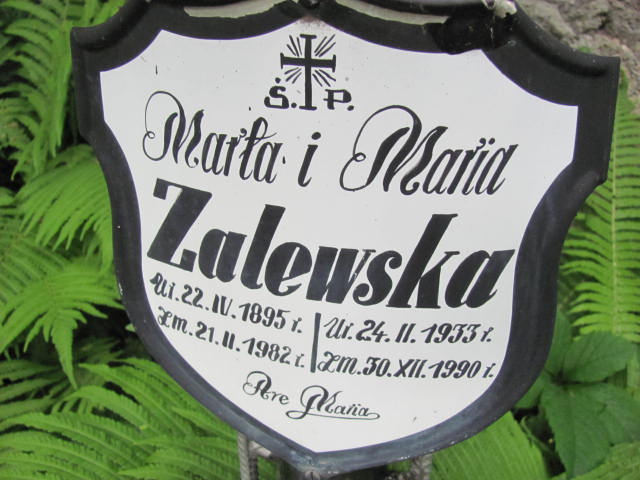 Ś. P.
Marta i Maria
Zalewska
Ur. 22. IV. 1895 r.
Zm. 21. II. 1982 r.
Ur. 24. II. 1933 r.
Zm. 30. XII. 1990 r.
Ave Maria